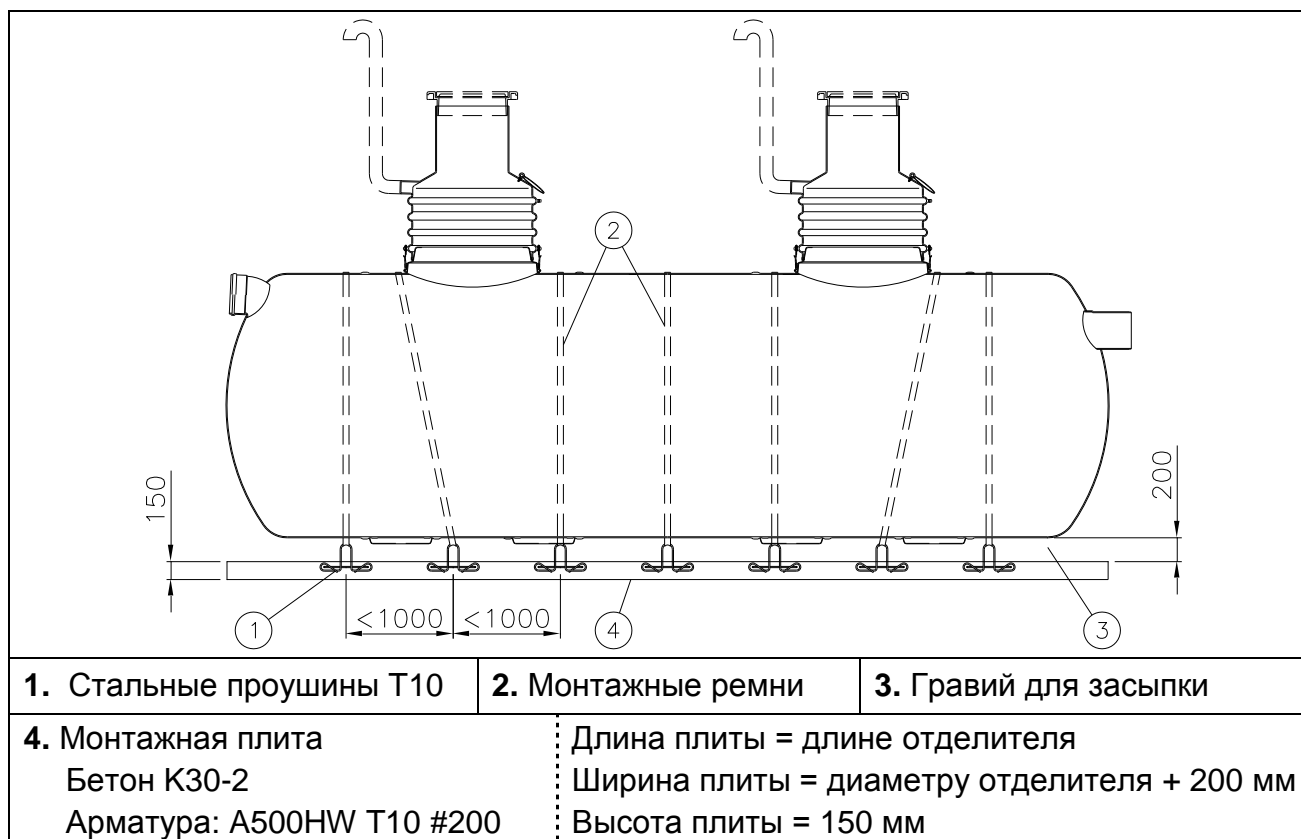 2
150
200
<1000
<1000
1
4
3
1. Стальные проушины Т10
2. Монтажные ремни
3. Гравий для засыпки
4. Монтажная плита
Бетон К30-2
Арматура: A500HW T10 #200
Длина плиты = длине отделителя
Ширина плиты = диаметру отделителя + 200 мм
Высота плиты = 150 мм